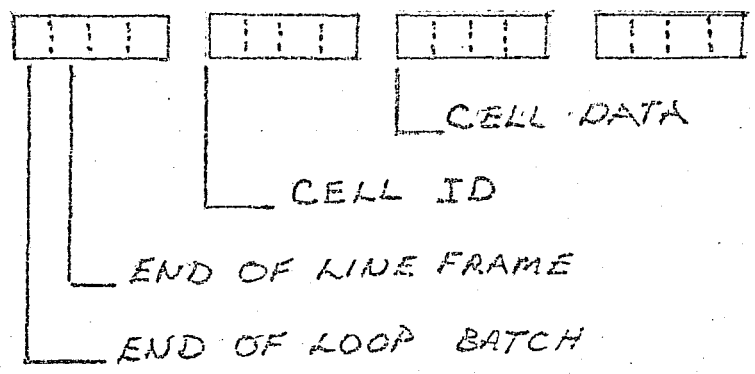 CELL DATA
CELL ID
END OF LINE FRAME
END OF LOOP BATCH